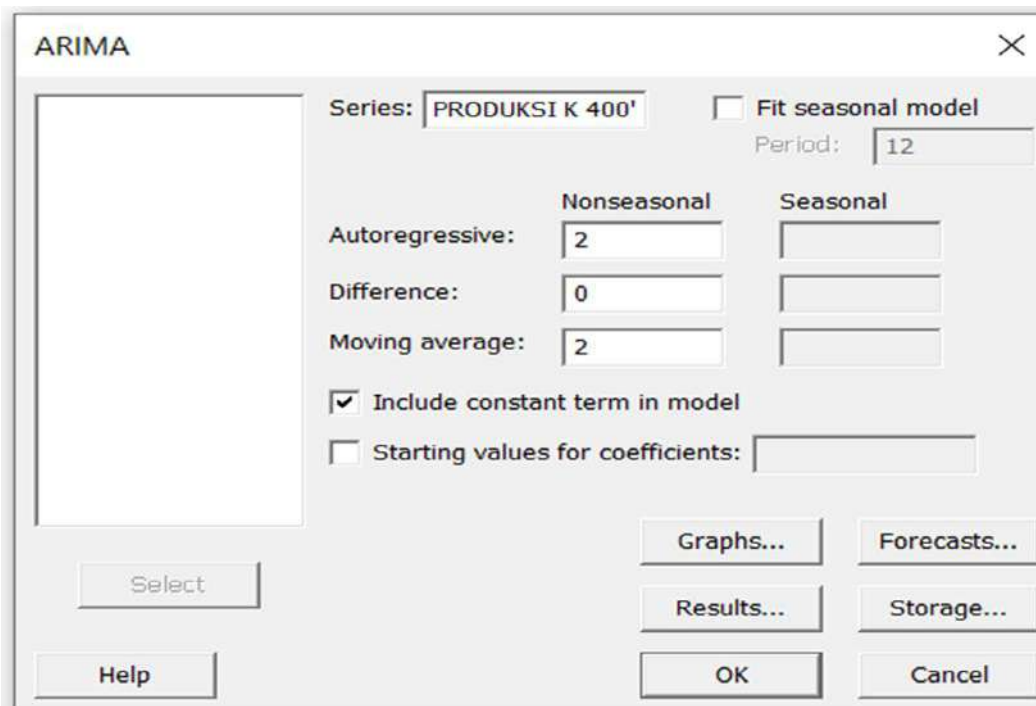 ARIMA
Series: PRODUKSI K 400'
Fit seasonal model
Period: 12
Nonseasonal Seasonal
Autoregressive: 2
Difference: 0
Moving average: 2
Include constant term in model
Starting values for coefficients:
Graphs... Forecasts...
Select
Results... Storage...
Help OK Cancel